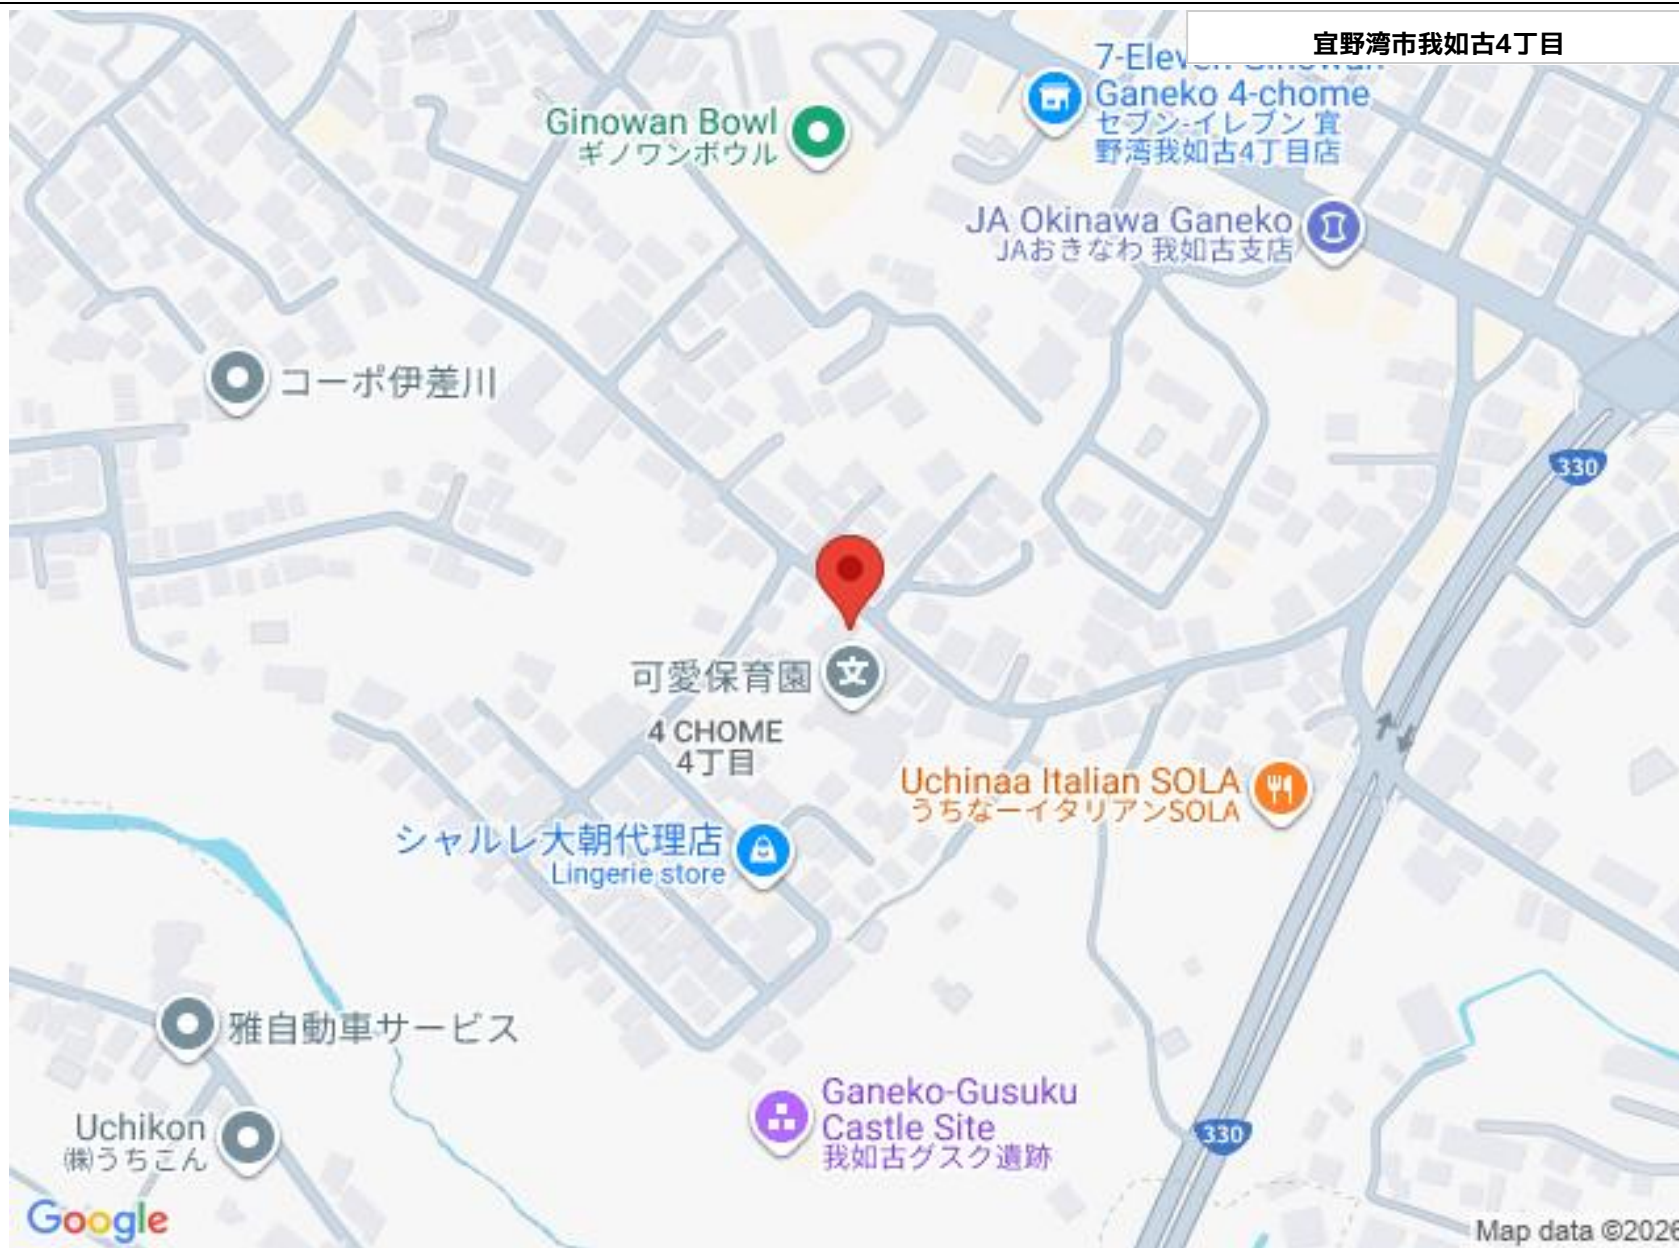 宜野湾市我如古4丁目
Ganeko 4-chome
セブン-イレブン 宜
野湾我如古4丁目店
Ginowan Bowl
ギノワンボウル
JA Okinawa Ganeko
JAおきなわ 我如古支店
コーポ伊差川
330
可愛保育園
文
4 CHOME
4丁目
Uchinaa Italian SOLA
うちなーイタリアンSOLA
シャルレ大朝代理店
Lingerie store
雅自動車サービス
Ganeko-Gusuku
Castle Site
我如古グスク遺跡
Uchikon
㈱うちこん
330
Google
Map data ©2026